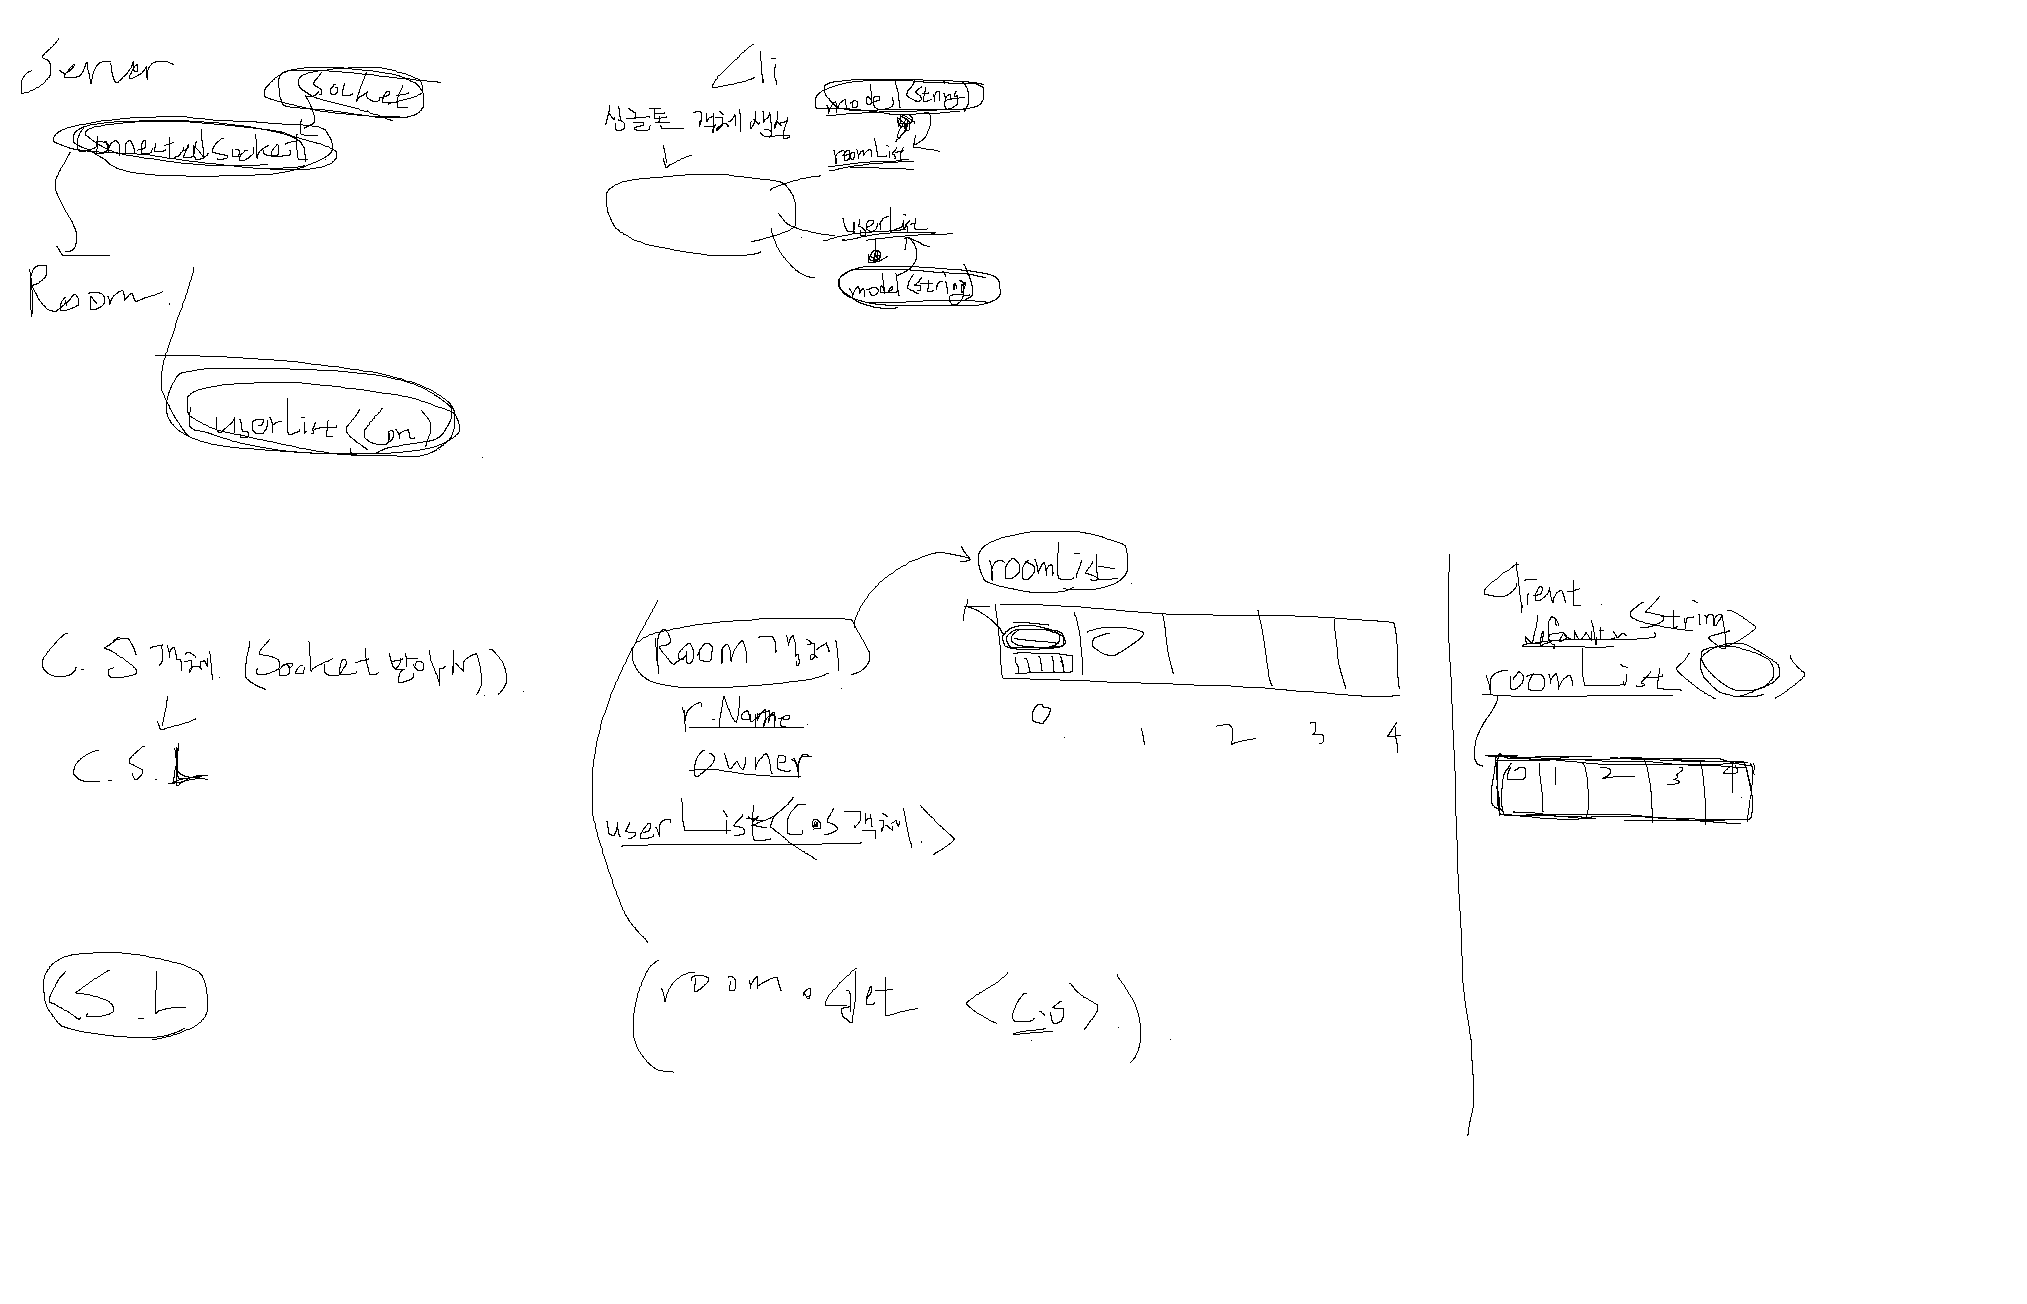 Server
Socket
ConnectedSocket
Room
userList<Con>
Cli
싱글톤 객체 생성
model<String>
roomList
userList
model<String>
C.S 객체 (Socket 받아서)
C.S.L
C.S.L
Room 객체
r.Name
owner
userList<C.S 객체>
(room.get <C.S>)
roomList
0 1 2 3 4
Client
<String>
roomList< >
0 1 2 3 4